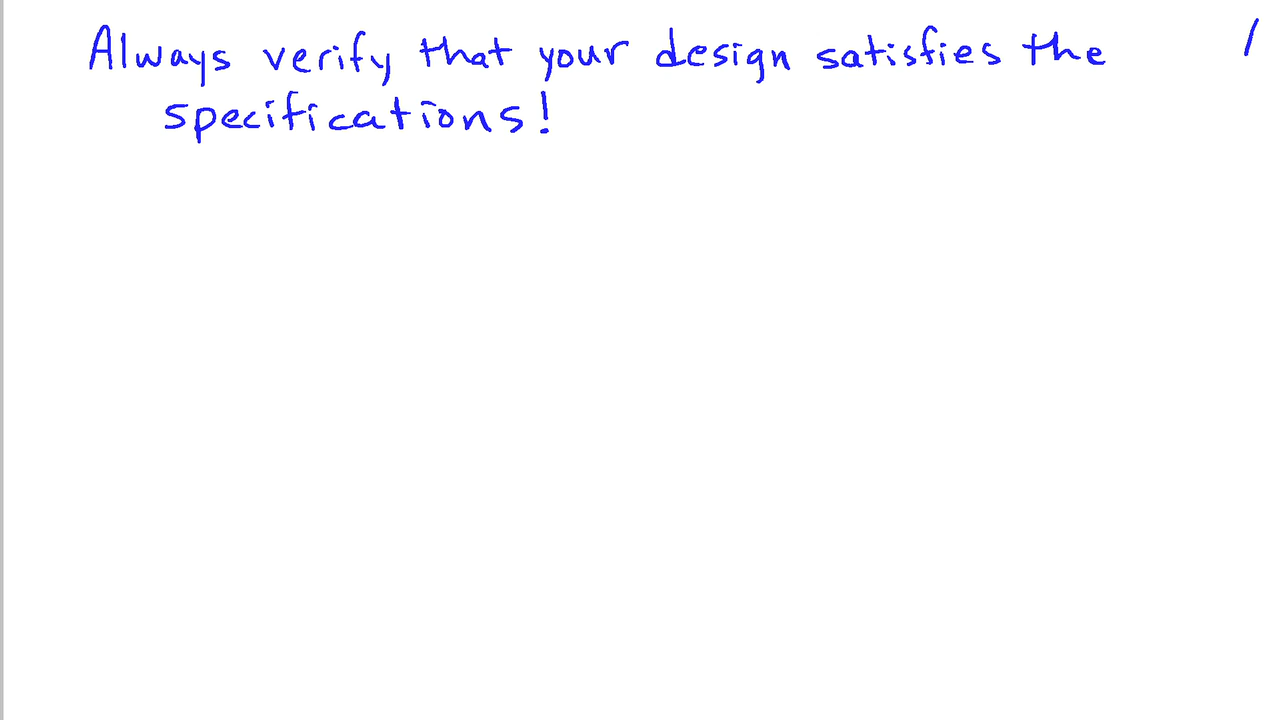 Always verify that your design satisfies the
specifications!